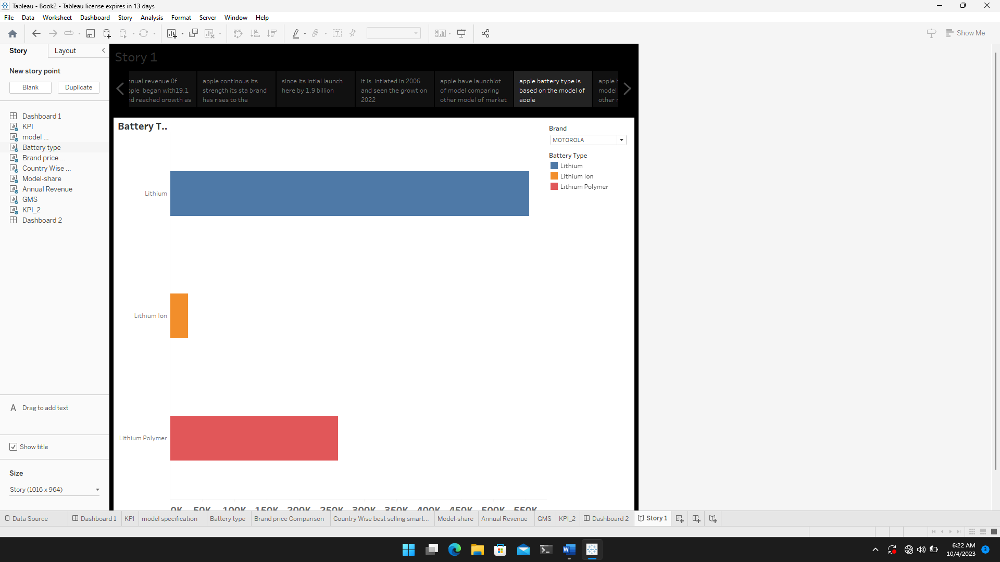 Tableau - Book2 - Tableau license expires in 13 days
File Data Worksheet Dashboard Story Analysis Format Server Window Help
Show Me
Story Layout
New story point
Blank Duplicate
Dashboard 1
KPI
model ...
Battery type
Brand price ...
Country Wise ...
Model-share
Annual Revenue
GMS
KPI_2
Dashboard 2
A Drag to add text
Show title
Size
Story (1016 x 964)
Story 1
nnual revenue 0f
pple began with19.1
nd reached growth as
apple continous its
strength its sta brand
has rises to the
since its intial launch
here by 1.9 billion
it is intiated in 2006
and seen the growt on
2022
apple have launchlot
of model comparing
other model of market
apple battery type is
based on the model of
apple
apple h
model
other r
Battery T..
Brand
MOTOROLA
Battery Type
Lithium
Lithium Ion
Lithium Polymer
Lithium
Lithium Ion
Lithium Polymer
0K 50K 100K 150K 200K 250K 300K 350K 400K 450K 500K 550K
Data Source Dashboard 1 KPI model specification Battery type Brand price Comparison Country Wise best selling smart... Model-share Annual Revenue GMS KPI_2 Dashboard 2 Story 1
6:22 AM
10/4/2023
3